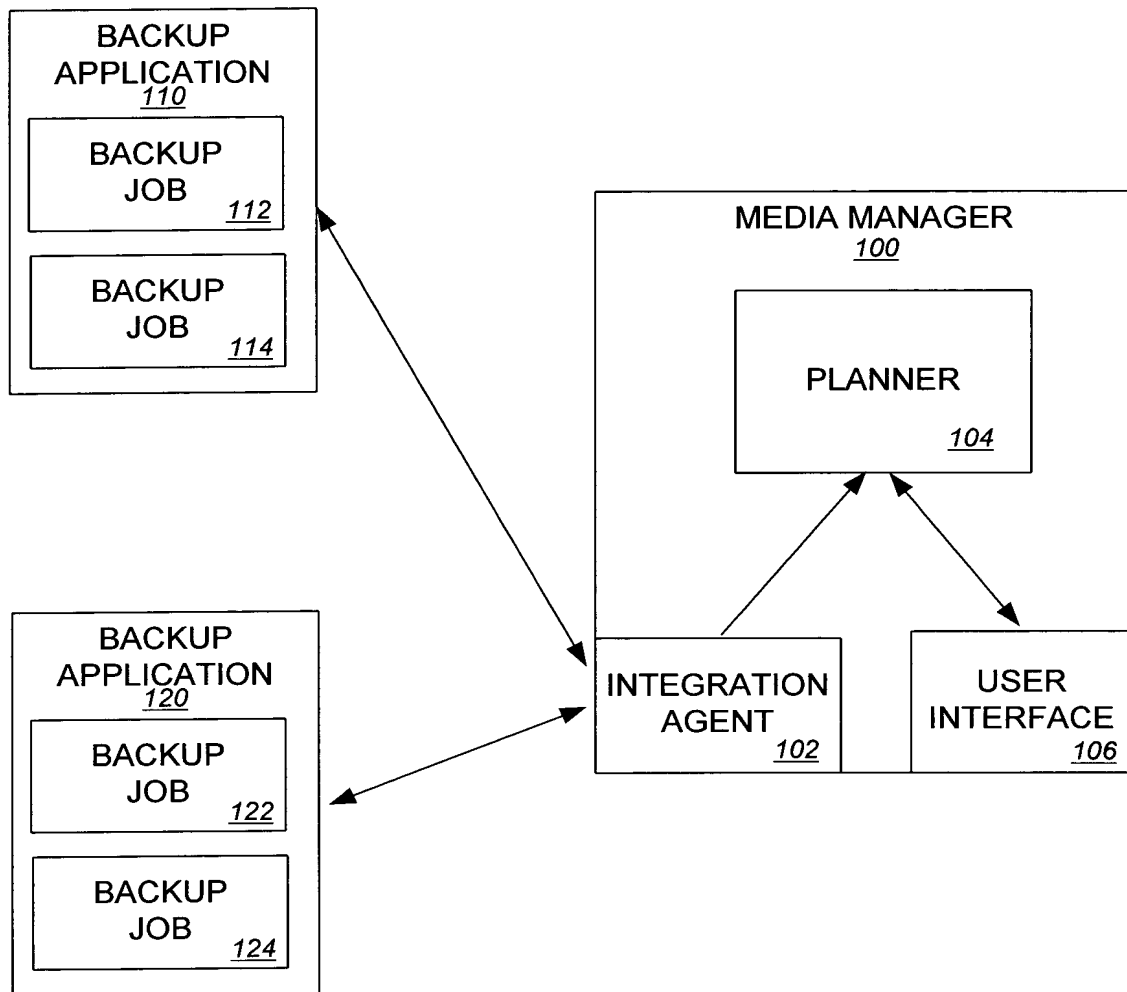 BACKUP
APPLICATION
110
BACKUP
JOB
112
BACKUP
JOB
114
MEDIA MANAGER
100
PLANNER
104
BACKUP
APPLICATION
120
BACKUP
JOB
122
BACKUP
JOB
124
INTEGRATION
AGENT
102
USER
INTERFACE
106